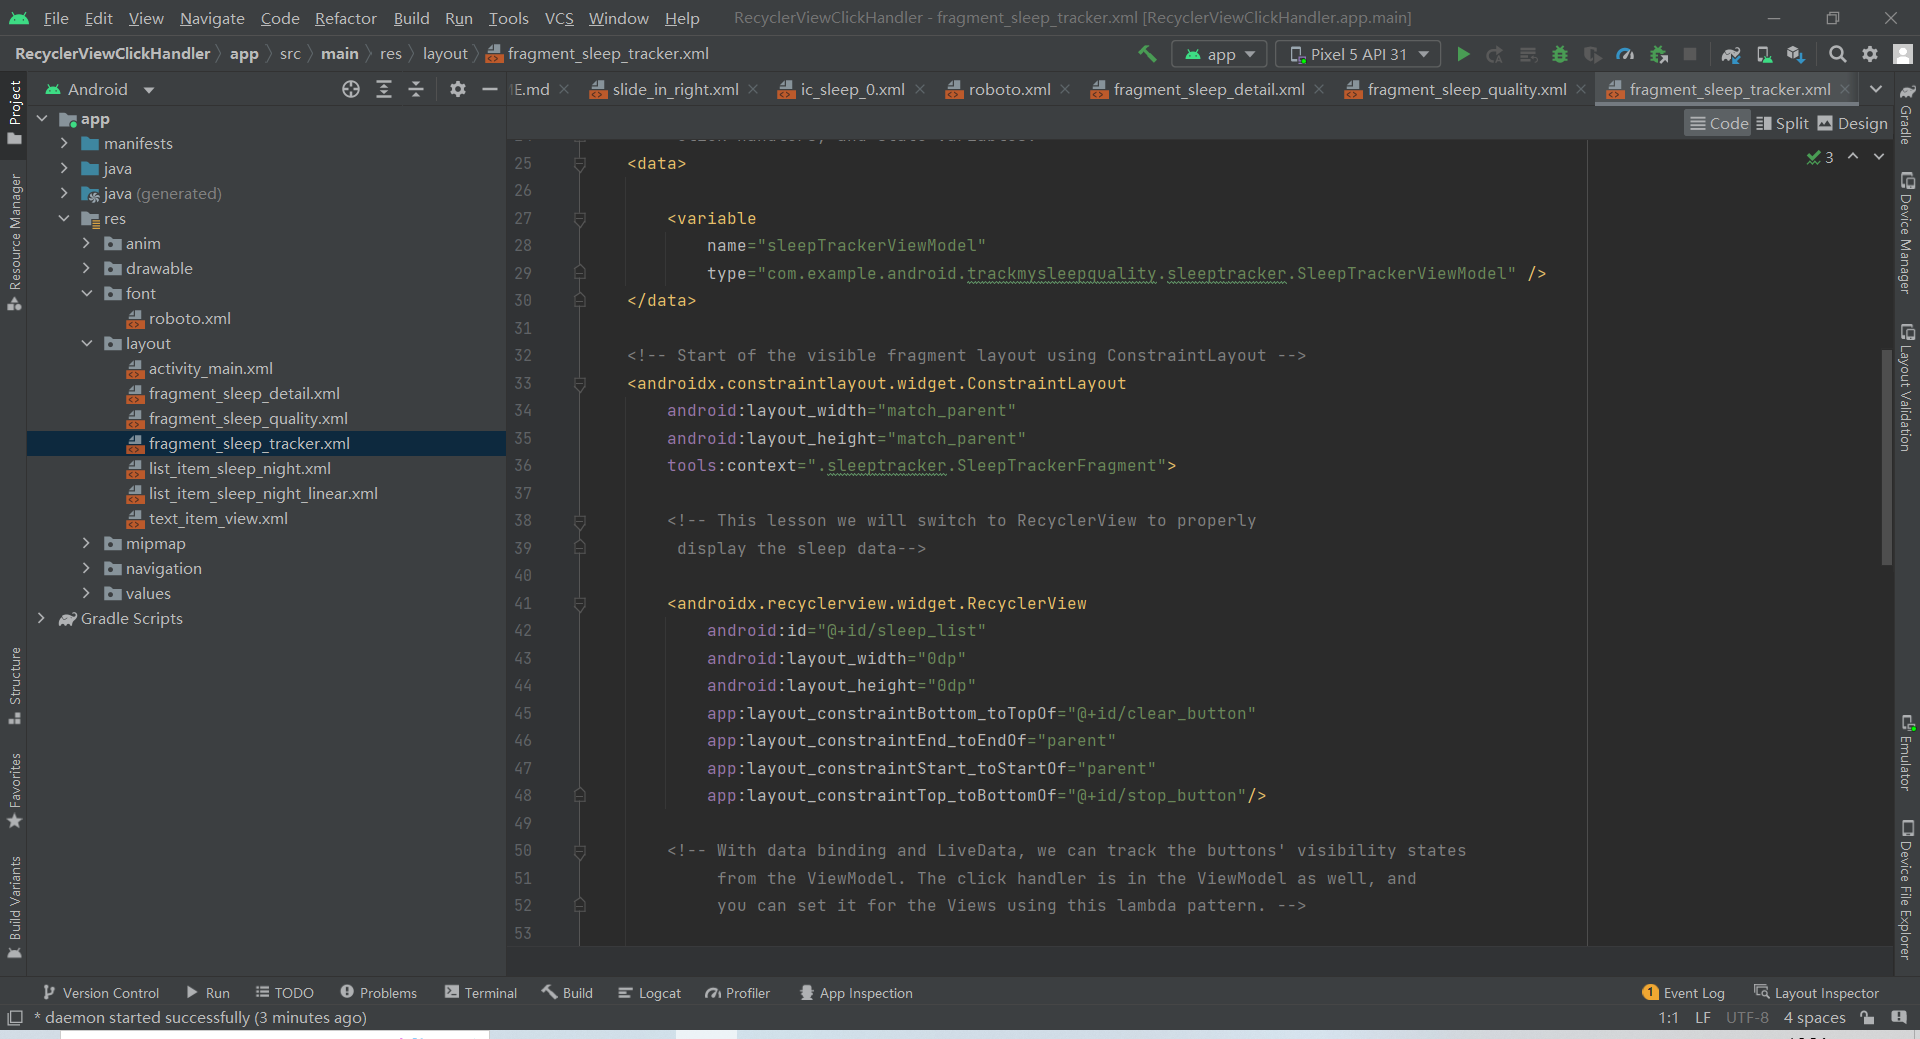 File Edit View Navigate Code Refactor Build Run Tools VCS Window Help RecyclerViewClickHandler - fragment_sleep_tracker.xml [RecyclerViewClickHandler.app.main]
RecyclerViewClickHandler app src main res layout fragment_sleep_tracker.xml app Pixel 5 API 31
Android
.md slide_in_right.xml ic_sleep_0.xml roboto.xml fragment_sleep_detail.xml fragment_sleep_quality.xml fragment_sleep_tracker.xml
Code Split Design
3
Project
Resource Manager
Structure
Favorites
Build Variants
app
manifests
java
java (generated)
res
anim
drawable
font
roboto.xml
layout
activity_main.xml
fragment_sleep_detail.xml
fragment_sleep_quality.xml
fragment_sleep_tracker.xml
list_item_sleep_night.xml
list_item_sleep_night_linear.xml
text_item_view.xml
mipmap
navigation
values
Gradle Scripts
25 <data>
26
27 <variable
28 name="sleepTrackerViewModel"
29 type="com.example.android.trackmysleepquality.sleeptracker.SleepTrackerViewModel" />
30 </data>
31
32 <!-- Start of the visible fragment layout using ConstraintLayout -->
33 <androidx.constraintlayout.widget.ConstraintLayout
34 android:layout_width="match_parent"
35 android:layout_height="match_parent"
36 tools:context=".sleeptracker.SleepTrackerFragment">
37
38 <!-- This lesson we will switch to RecyclerView to properly
39 display the sleep data-->
40
41 <androidx.recyclerview.widget.RecyclerView
42 android:id="@+id/sleep_list"
43 android:layout_width="0dp"
44 android:layout_height="0dp"
45 app:layout_constraintBottom_toTopOf="@+id/clear_button"
46 app:layout_constraintEnd_toEndOf="parent"
47 app:layout_constraintStart_toStartOf="parent"
48 app:layout_constraintTop_toBottomOf="@+id/stop_button"/>
49
50 <!-- With data binding and LiveData, we can track the buttons' visibility states
51 from the ViewModel. The click handler is in the ViewModel as well, and
52 you can set it for the Views using this lambda pattern. -->
53
Gradle
Device Manager
Layout Validation
Emulator
Device File Explorer
Version Control Run TODO Problems Terminal Build Logcat Profiler App Inspection 1 Event Log Layout Inspector
* daemon started successfully (3 minutes ago) 1:1 LF UTF-8 4 spaces